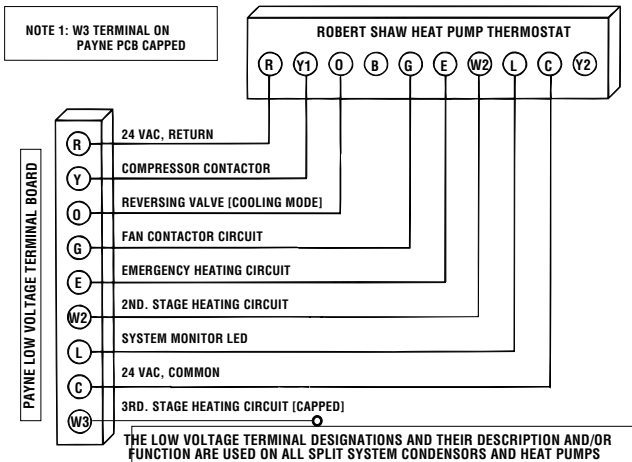 NOTE 1: W3 TERMINAL ON
PAYNE PCB CAPPED
ROBERT SHAW HEAT PUMP THERMOSTAT
R Y1 O B G E W2 L C Y2
PAYNE LOW VOLTAGE TERMINAL BOARD
R 24 VAC, RETURN
Y COMPRESSOR CONTACTOR
O REVERSING VALVE [COOLING MODE]
G FAN CONTACTOR CIRCUIT
E EMERGENCY HEATING CIRCUIT
W2 2ND. STAGE HEATING CIRCUIT
L SYSTEM MONITOR LED
C 24 VAC, COMMON
W3 3RD. STAGE HEATING CIRCUIT [CAPPED]
THE LOW VOLTAGE TERMINAL DESIGNATIONS AND THEIR DESCRIPTION AND/OR
FUNCTION ARE USED ON ALL SPLIT SYSTEM CONDENSORS AND HEAT PUMPS